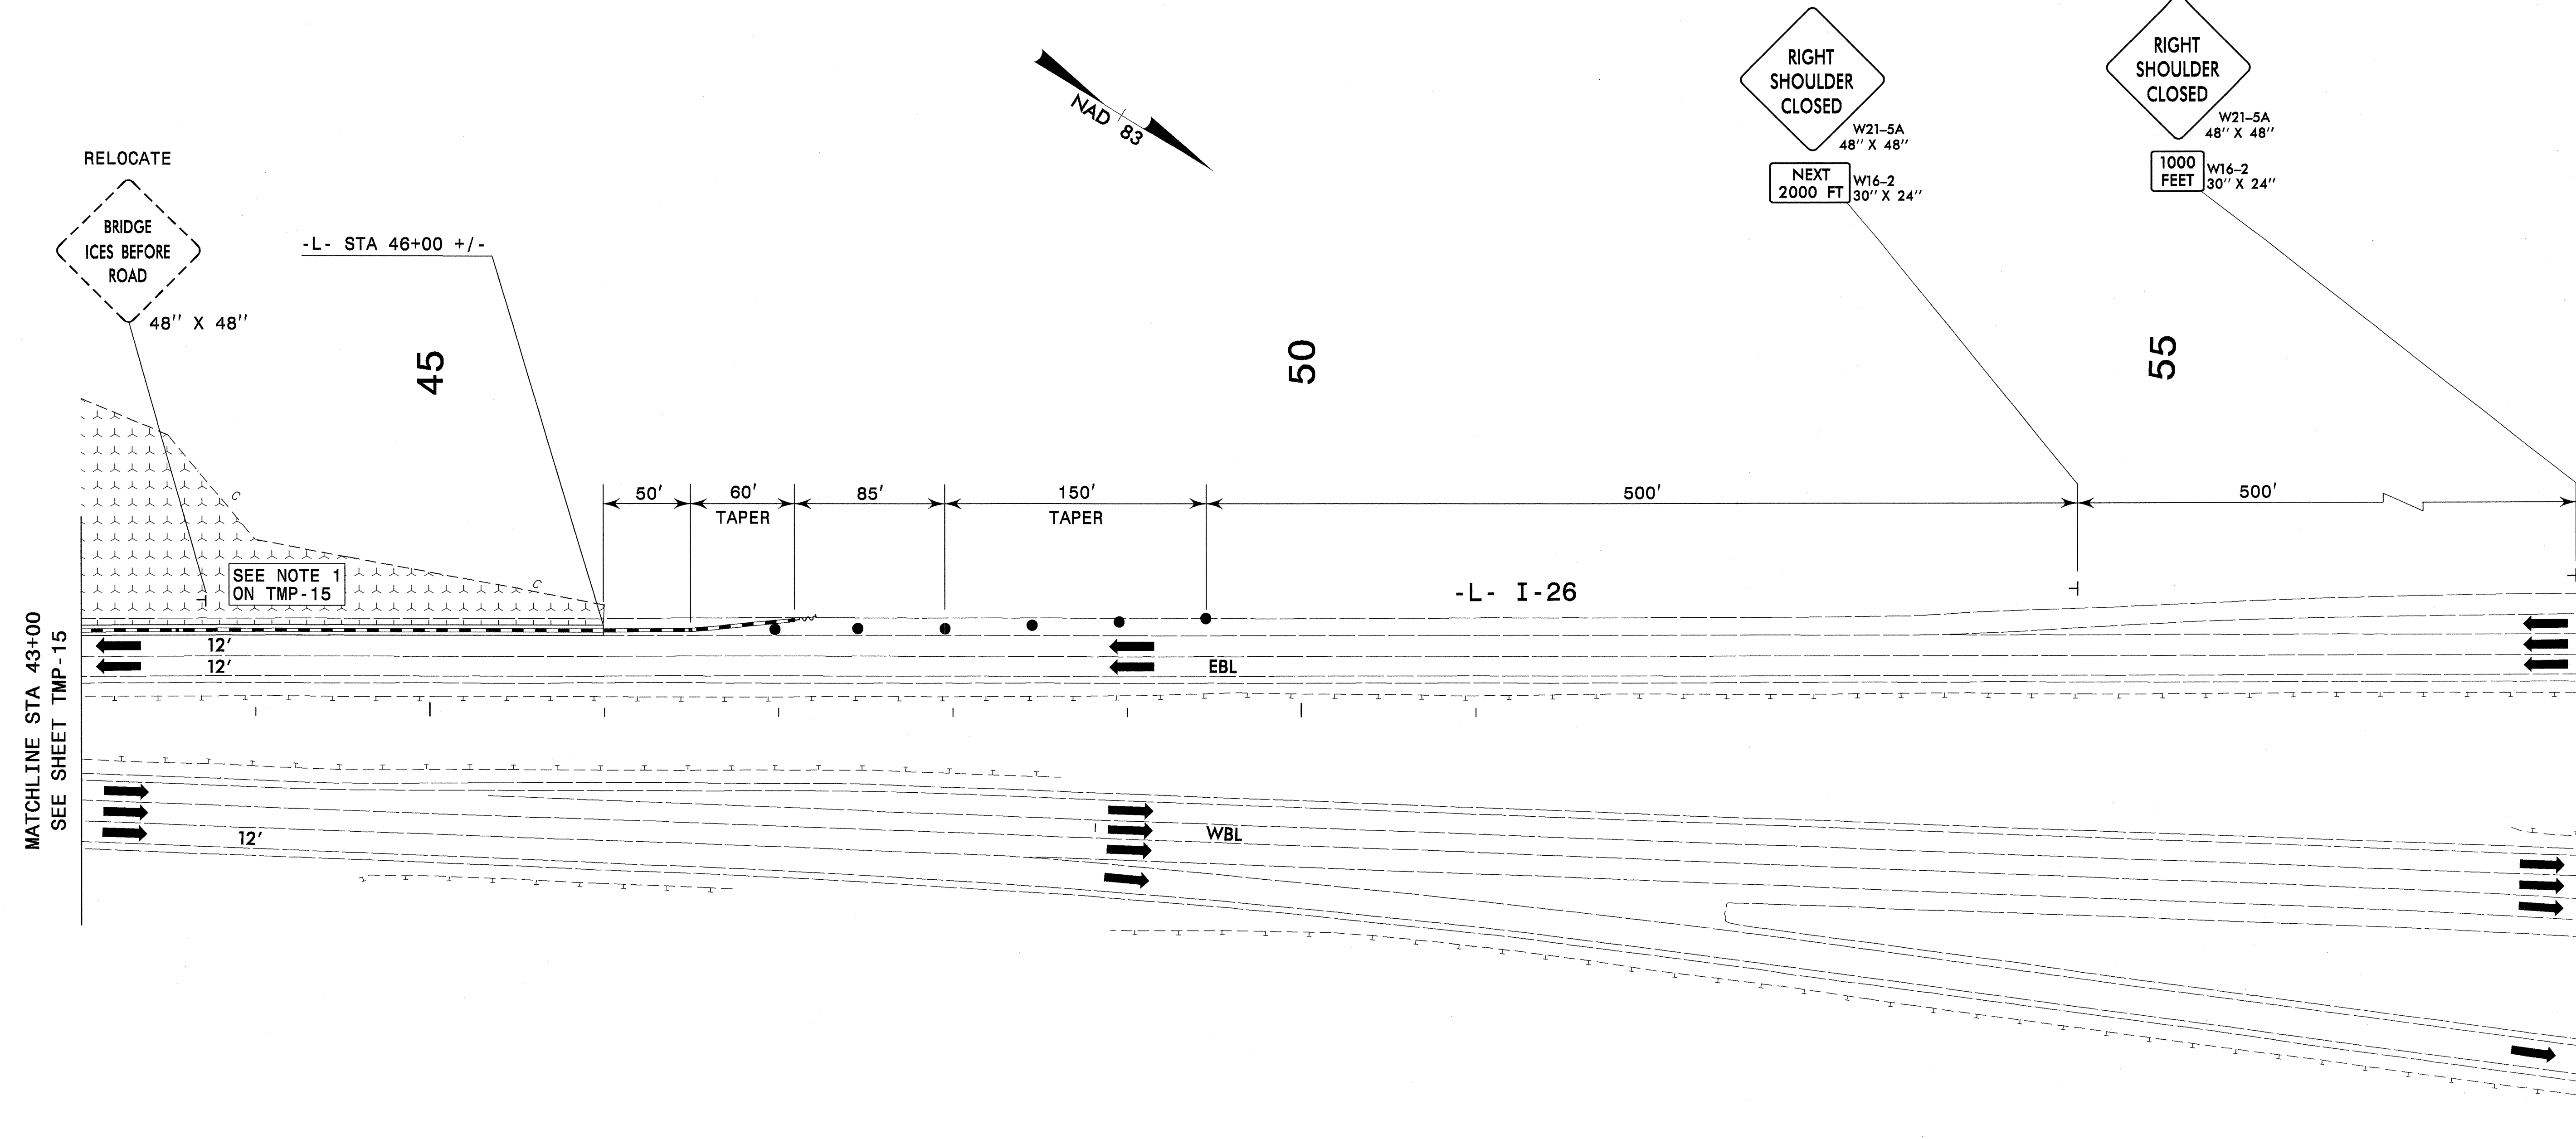 RIGHT
SHOULDER
CLOSED
W21-5A
48" X 48"
NEXT
2000 FT
W16-2
30" X 24"
RIGHT
SHOULDER
CLOSED
W21-5A
48" X 48"
1000
FEET
W16-2
30" X 24"
NAD 83
RELOCATE
BRIDGE
ICES BEFORE
ROAD
48" X 48"
-L- STA 46+00 +/-
45
50
55
50'
60'
TAPER
85'
150'
TAPER
500'
500'
C
C
SEE NOTE 1
ON TMP-15
-L- I-26
12'
12'
EBL
MATCHLINE STA 43+00
SEE SHEET TMP-15
12'
WBL